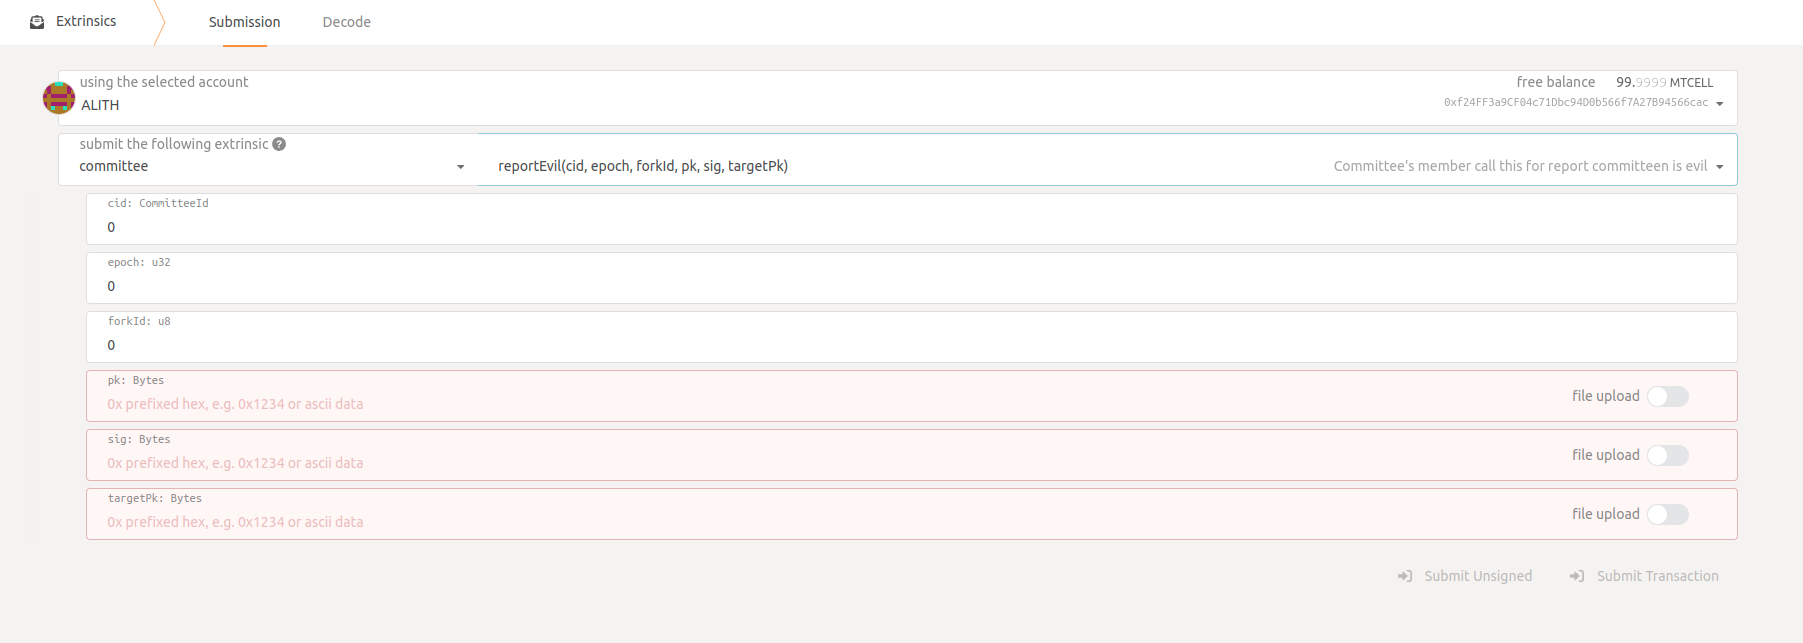 Extrinsics
Submission
Decode
using the selected account
ALITH
free balance 99.9999 MTCELL
0xf24FF3a9CF04c71Dbc94D0b566f7A27B94566cac
submit the following extrinsic ?
committee
reportEvil(cid, epoch, forkId, pk, sig, targetPk)
Committee's member call this for report committeen is evil
cid: CommitteeId
0
epoch: u32
0
forkId: u8
0
pk: Bytes
0x prefixed hex, e.g. 0x1234 or ascii data
file upload
sig: Bytes
0x prefixed hex, e.g. 0x1234 or ascii data
file upload
targetPk: Bytes
0x prefixed hex, e.g. 0x1234 or ascii data
file upload
Submit Unsigned
Submit Transaction